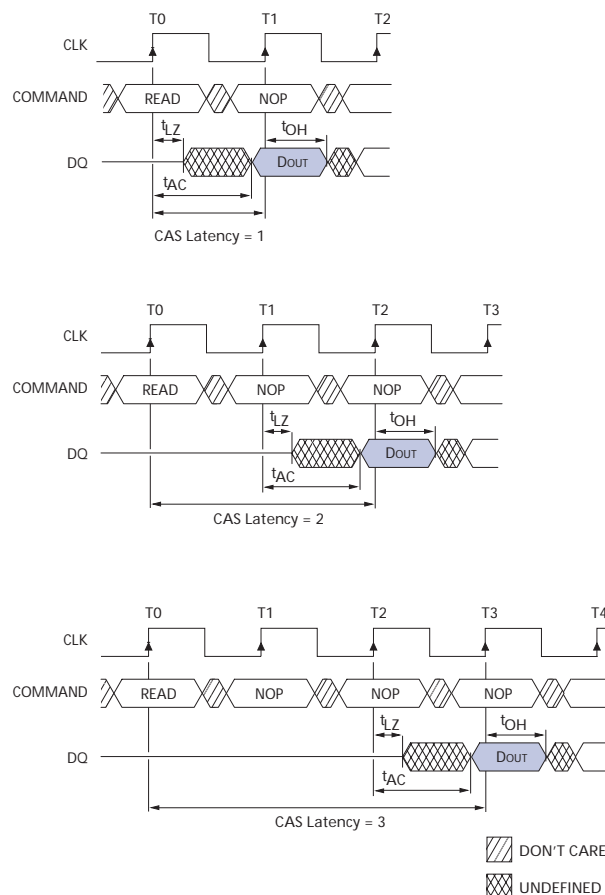 T0 T1 T2
CLK
COMMAND READ NOP
tLZ tOH
DQ DOUT
tAC
CAS Latency = 1
T0 T1 T2 T3
CLK
COMMAND READ NOP NOP
tLZ tOH
DQ DOUT
tAC
CAS Latency = 2
T0 T1 T2 T3 T4
CLK
COMMAND READ NOP NOP NOP
tLZ tOH
DQ DOUT
tAC
CAS Latency = 3
DON'T CARE
UNDEFINED